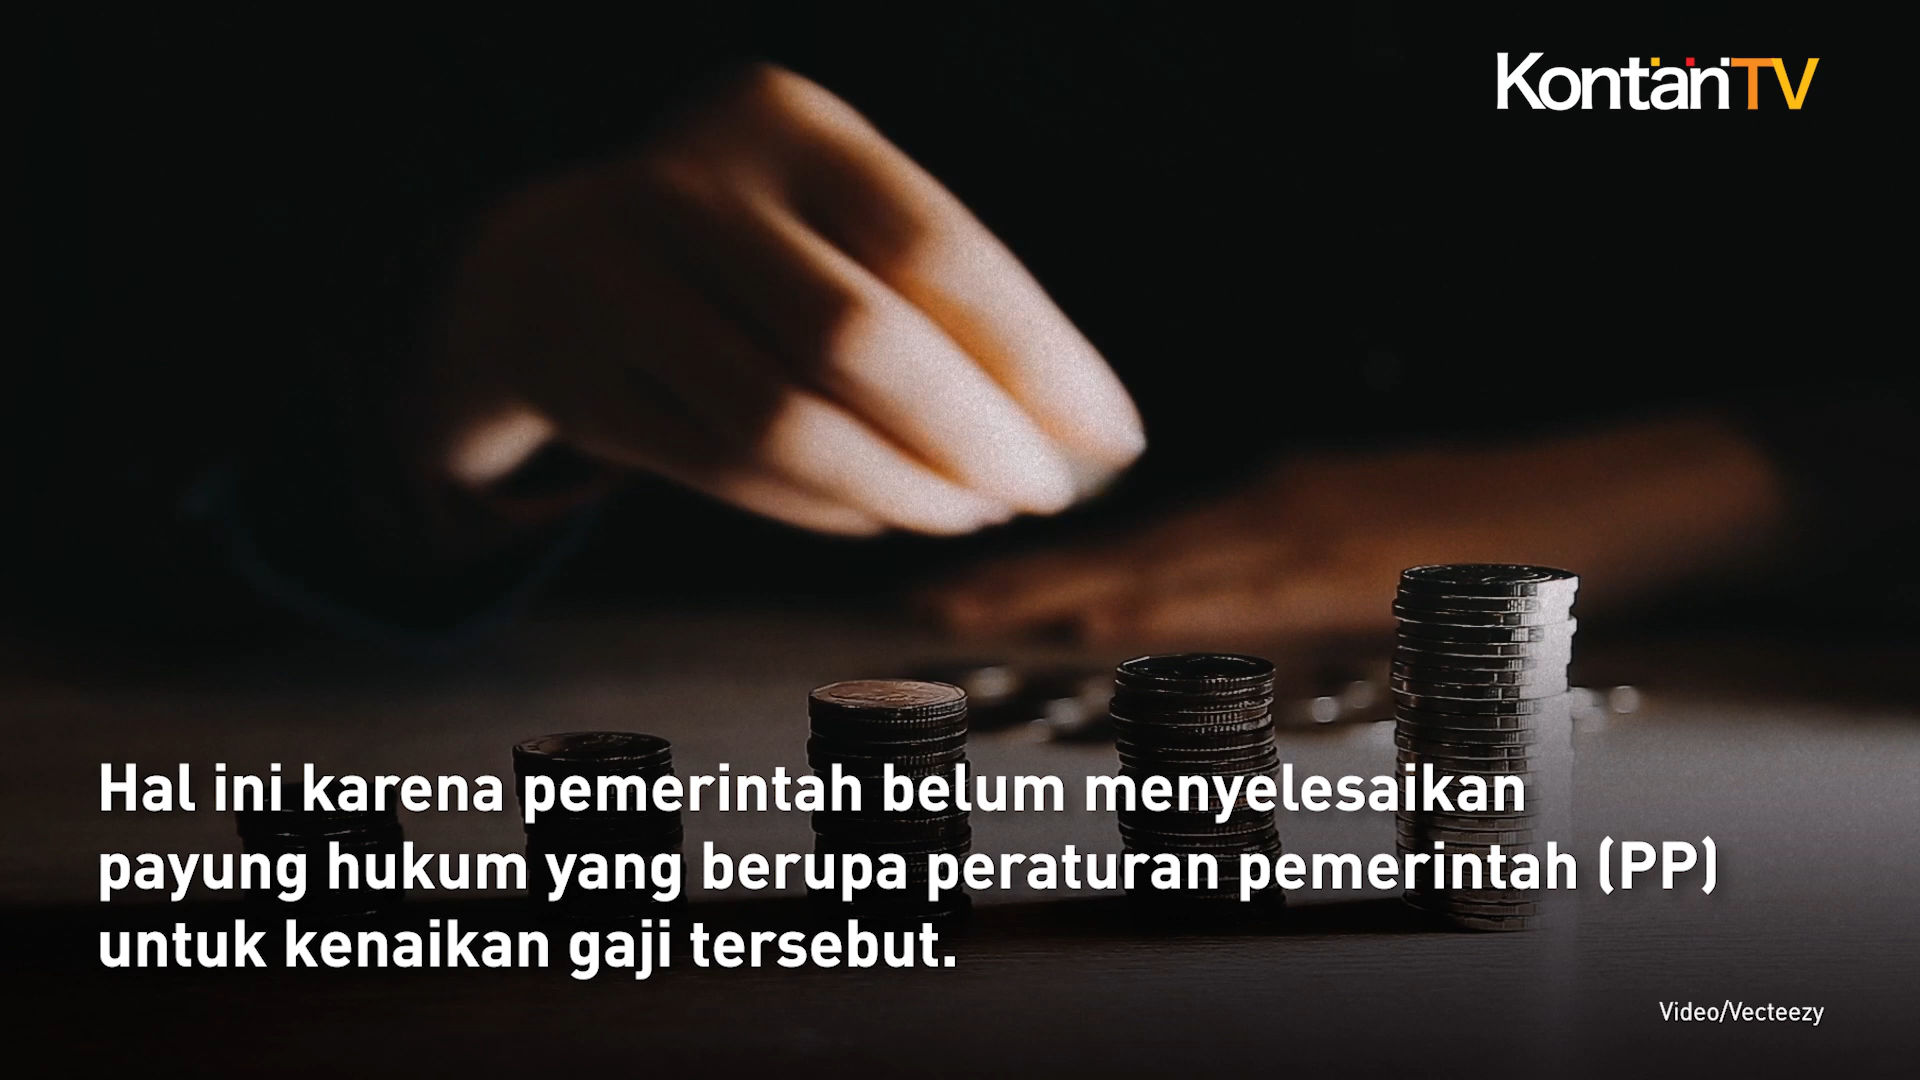 KontanTV
Hal ini karena pemerintah belum menyelesaikan
payung hukum yang berupa peraturan pemerintah (PP)
untuk kenaikan gaji tersebut.
Video/Vecteezy